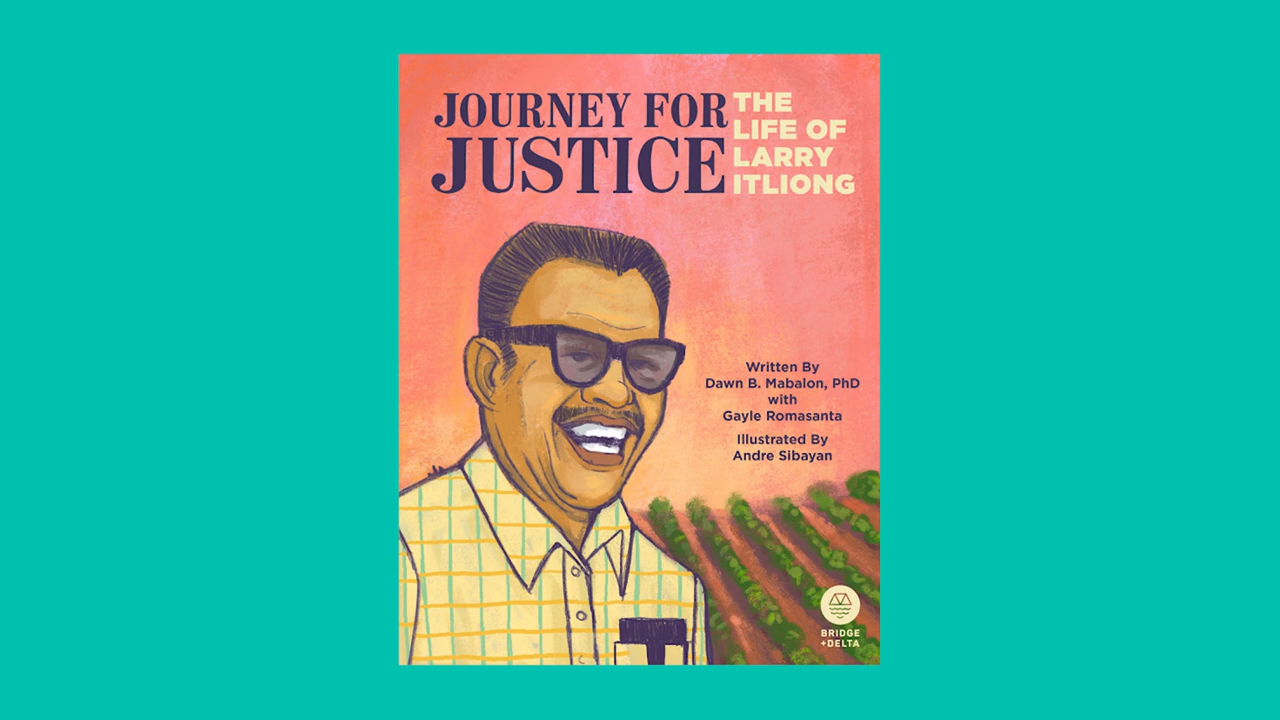 JOURNEY FOR
JUSTICE
THE
LIFE OF
LARRY
ITLIONG
Written By
Dawn B. Mabalon, PhD
with
Gayle Romasanta
Illustrated By
Andre Sibayan
BRIDGE
+DELTA